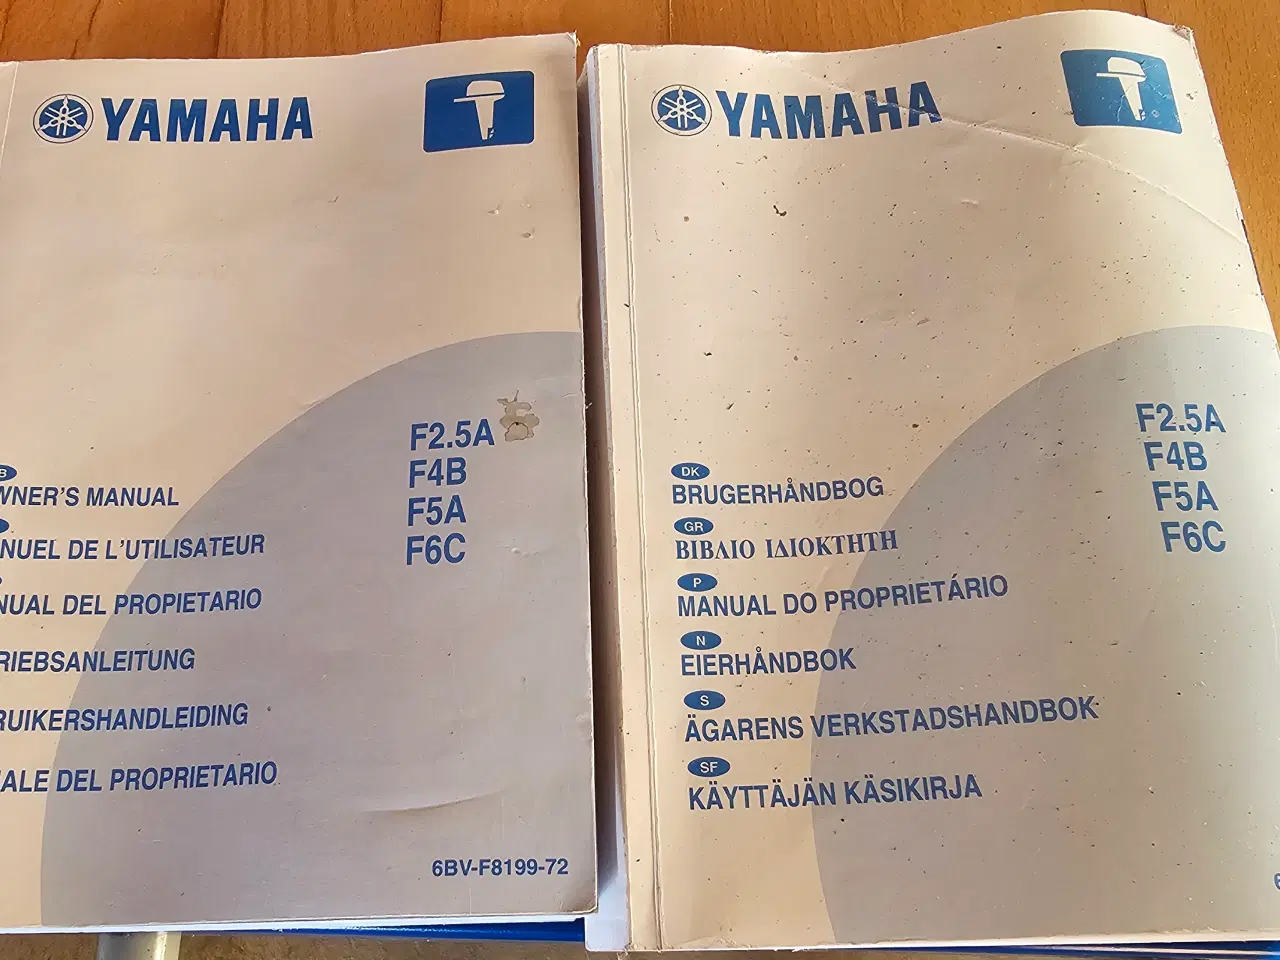 YAMAHA
F2.5A
F4B
F5A
F6C
B
WNER'S MANUAL
NUEL DE L'UTILISATEUR
NUAL DEL PROPIETARIO
RIEBSANLEITUNG
RUIKERSHANDLEIDING
ALE DEL PROPRIETARIO
6BV-F8199-72
YAMAHA
F2.5A
F4B
F5A
F6C
DK
BRUGERHÅNDBOG
GR
ΒΙΒΛΙΟ ΙΔΙΟΚΤΗΤΗ
P
MANUAL DO PROPRIETÁRIO
N
EIERHÅNDBOK
S
ÄGARENS VERKSTADSHANDBOK
SF
KÄYTTÄJÄN KÄSIKIRJA